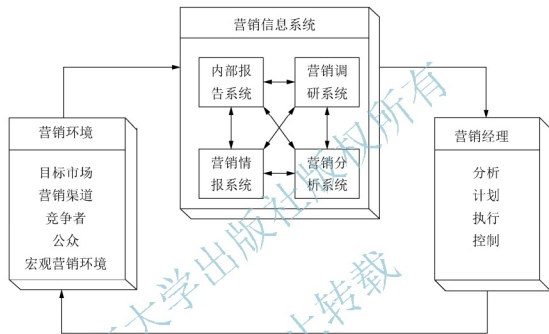 营销信息系统
内部报
告系统
营销调
研系统
营销情
报系统
营销分
析系统
营销环境
目标市场
营销渠道
竞争者
公众
宏观营销环境
营销经理
分析
计划
执行
控制
大学出版社版权所有
转载